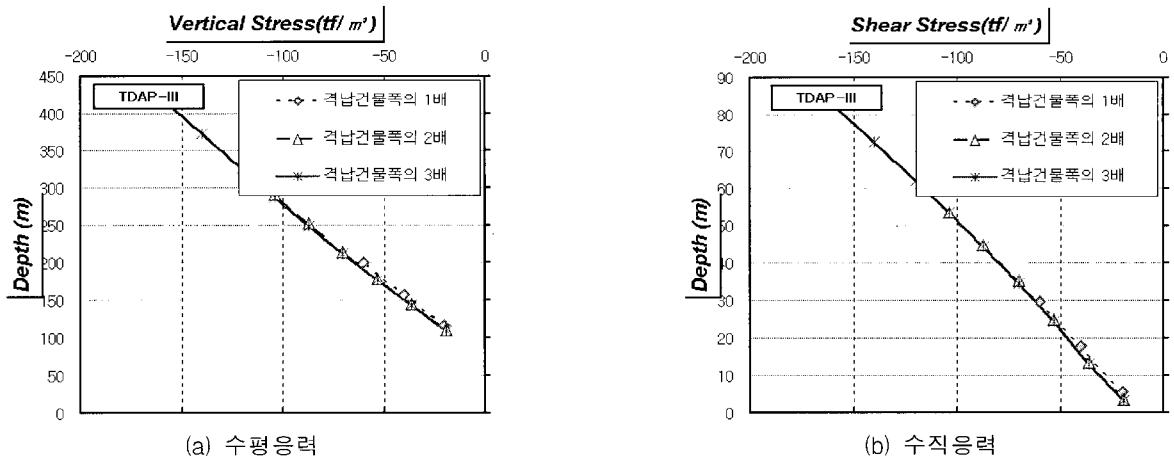 Vertical Stress(tf/㎡)
-200 -150 -100 -50 0
450
400
350
300
250
200
150
100
50
0
Depth (m)
TDAP-III
격납건물폭의 1배
격납건물폭의 2배
격납건물폭의 3배
(a) 수평응력
Shear Stress(tf/㎡)
-200 -150 -100 -50 0
90
80
70
60
50
40
30
20
10
0
Depth (m)
TDAP-III
격납건물폭의 1배
격납건물폭의 2배
격납건물폭의 3배
(b) 수직응력